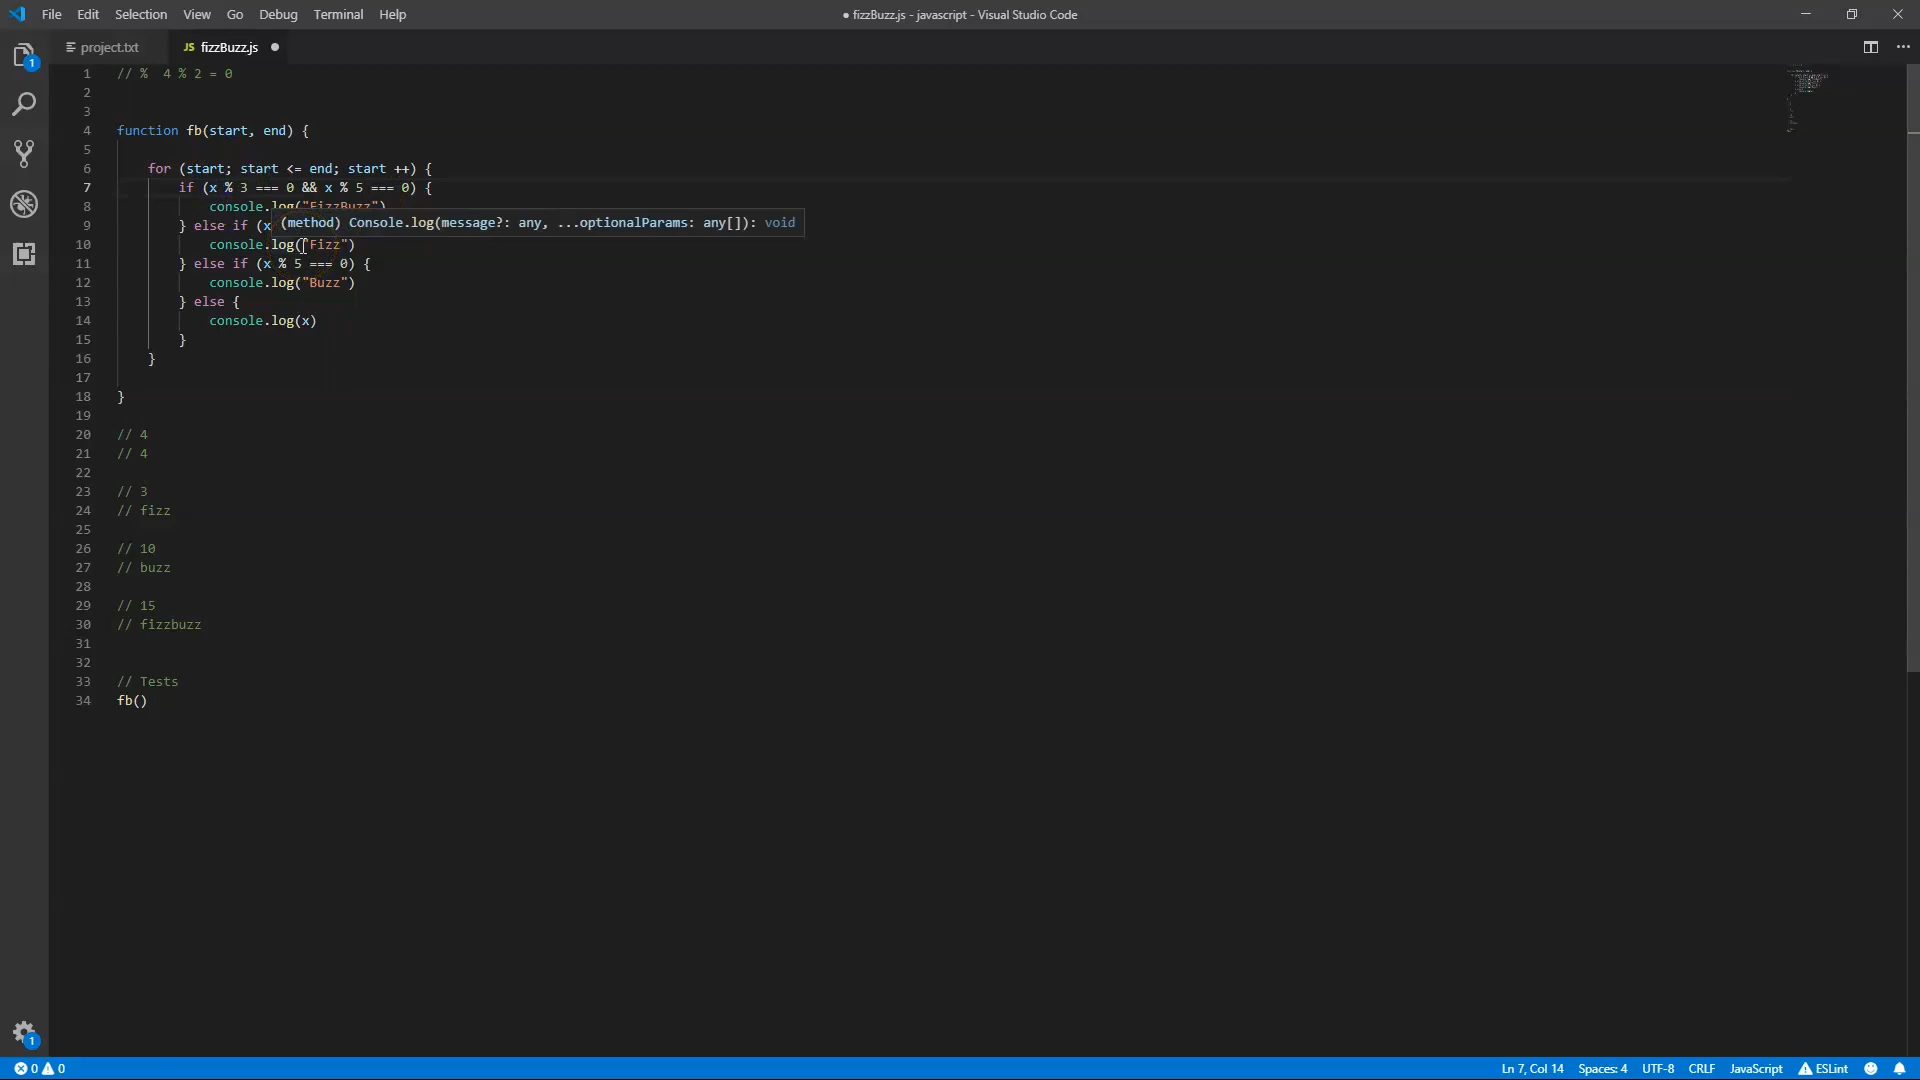 File Edit Selection View Go Debug Terminal Help
● fizzBuzz.js - javascript - Visual Studio Code
project.txt
JS fizzBuzz.js ●
1 // % 4 % 2 = 0
2
3
4 function fb(start, end) {
5
6 for (start; start <= end; start ++) {
7 if (x % 3 === 0 && x % 5 === 0) {
8 console.log("FizzBuzz")
(method) Console.log(message?: any, ...optionalParams: any[]): void
9 } else if (x
10 console.log("Fizz")
11 } else if (x % 5 === 0) {
12 console.log("Buzz")
13 } else {
14 console.log(x)
15 }
16 }
17
18 }
19
20 // 4
21 // 4
22
23 // 3
24 // fizz
25
26 // 10
27 // buzz
28
29 // 15
30 // fizzbuzz
31
32
33 // Tests
34 fb()
1
1
0 0
Ln 7, Col 14 Spaces: 4 UTF-8 CRLF JavaScript ESLint